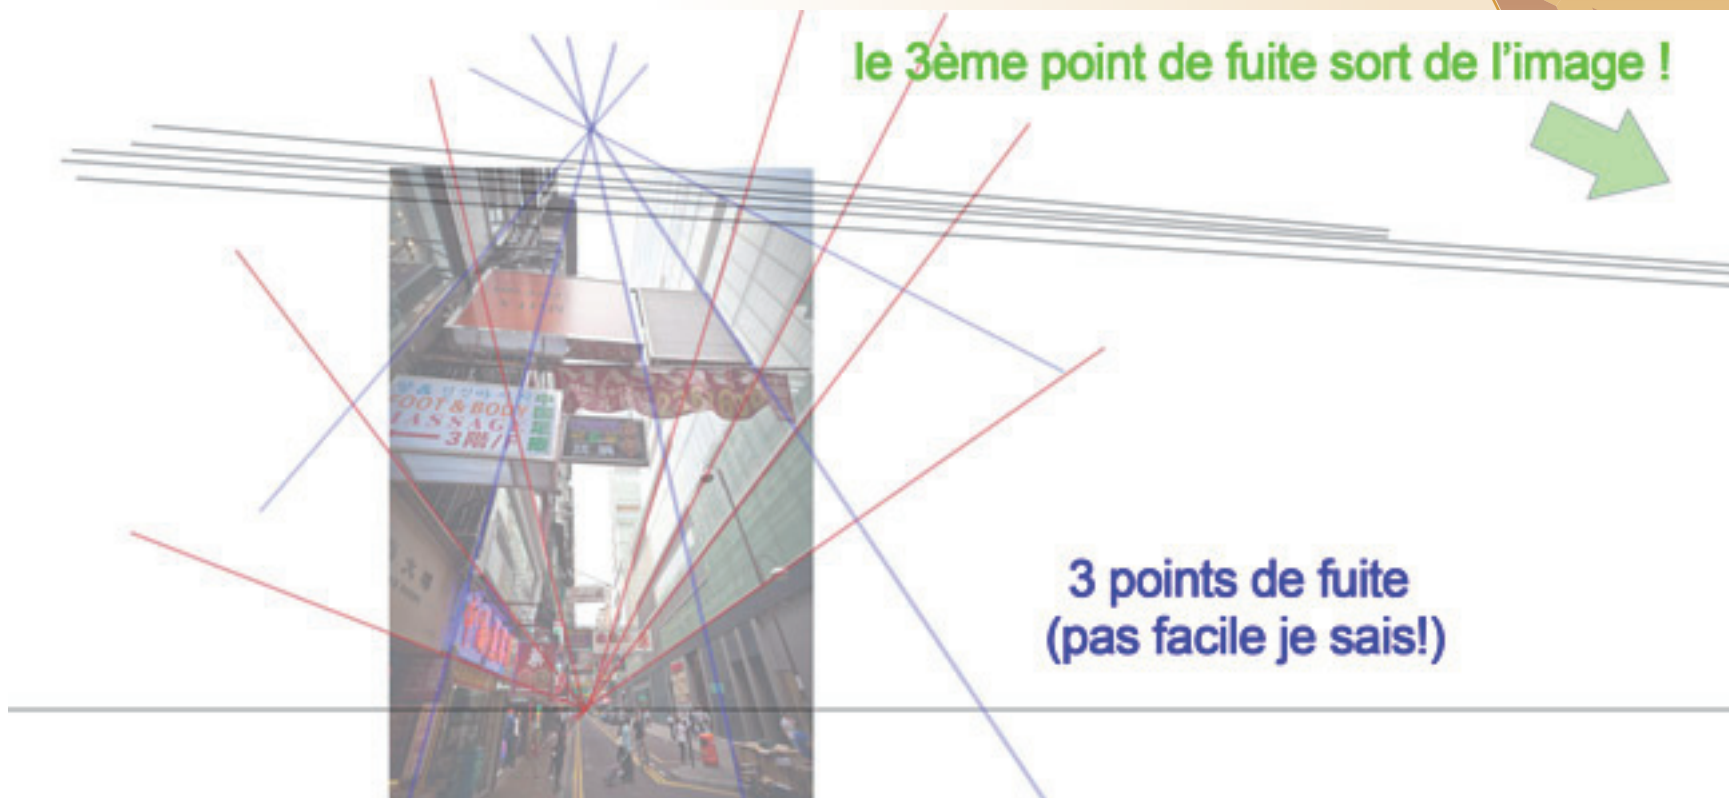 le 3ème point de fuite sort de l'image !
FOOT & BODY
3階/F
3 points de fuite
(pas facile je sais!)